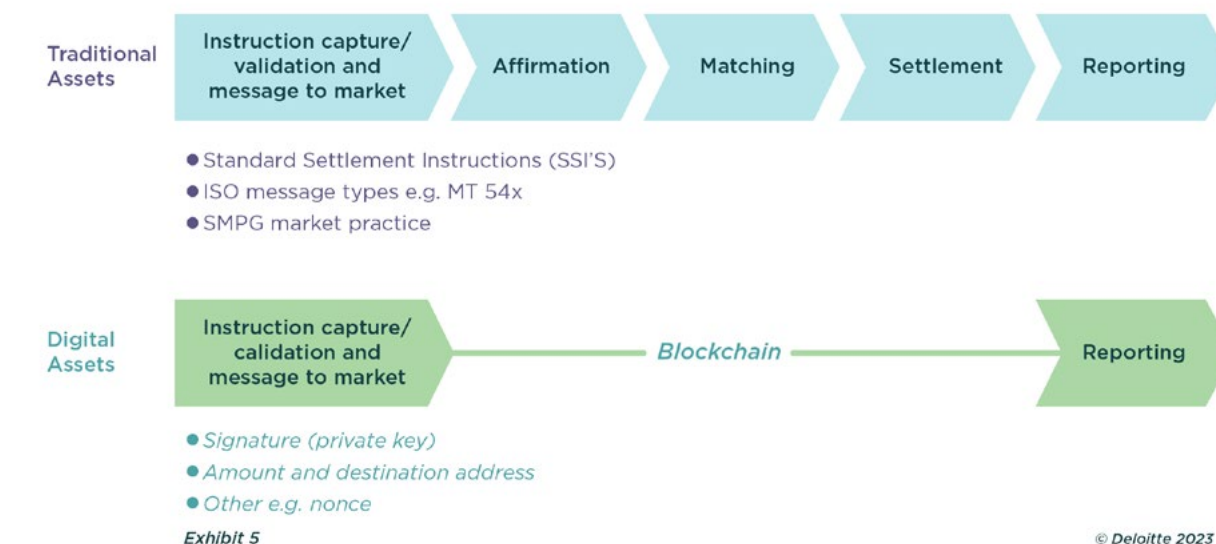 Traditional
Assets
Instruction capture/
validation and
message to market
Affirmation
Matching
Settlement
Reporting
● Standard Settlement Instructions (SSI'S)
● ISO message types e.g. MT 54x
● SMPG market practice
Digital
Assets
Instruction capture/
calidation and
message to market
Blockchain
Reporting
● Signature (private key)
● Amount and destination address
● Other e.g. nonce
Exhibit 5
© Deloitte 2023